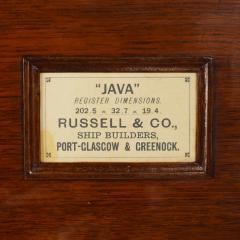 "JAVA"
REGISTER DIMENSIONS.
202.5 × 32.7 × 19.4.
RUSSELL & CO.,
SHIP BUILDERS,
PORT-GLASGOW & GREENOCK.